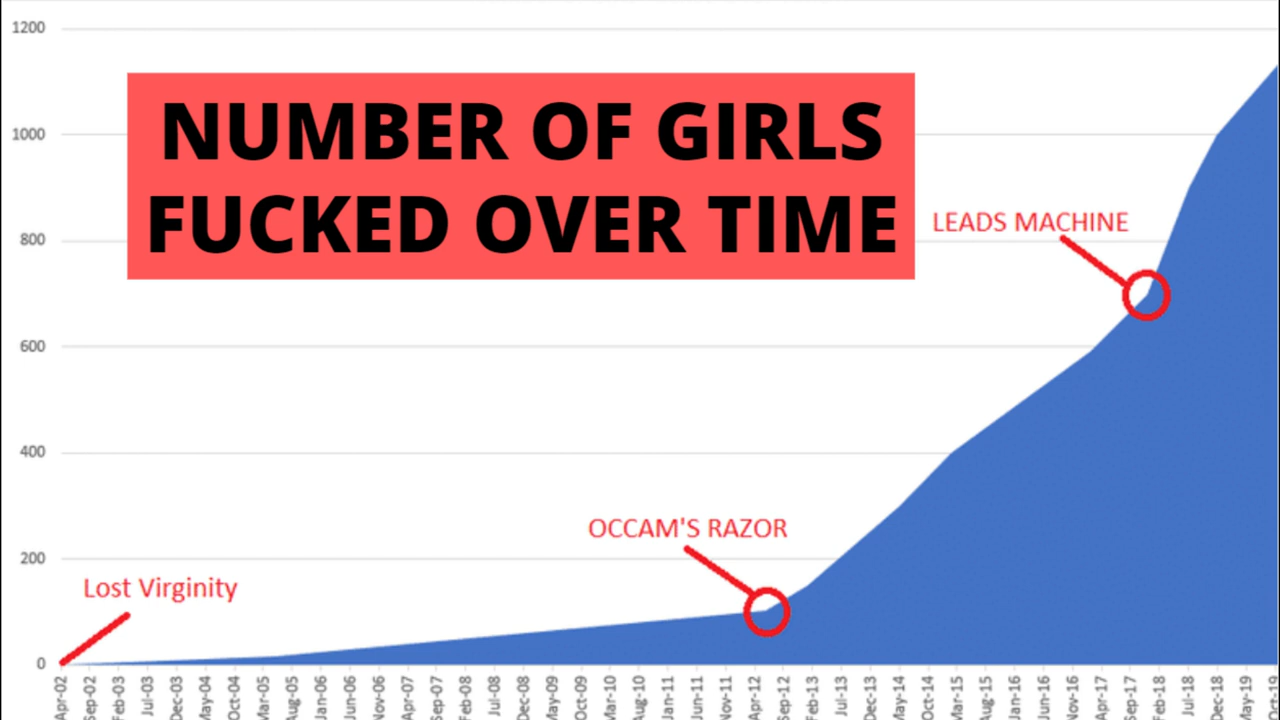 1200
NUMBER OF GIRLS
1000
FUCKED OVER TIME
LEADS MACHINE
800
600
400
OCCAM'S RAZOR
200
Lost Virginity
0
Apr-02
Sep-02
Feb-03
Jul-03
Dec-03
May-04
Oct-04
Mar-05
Aug-05
Jan-06
Jun-06
Nov-06
Apr-07
Sep-07
Feb-08
Jul-08
Dec-08
May-09
Oct-09
Mar-10
Aug-10
Jan-11
Jun-11
Nov-11
Apr-12
Sep-12
Feb-13
Jul-13
Dec-13
May-14
Oct-14
Mar-15
Aug-15
Jan-16
Jun-16
Nov-16
Apr-17
Sep-17
Feb-18
Jul-18
Dec-18
May-19
Oct-19